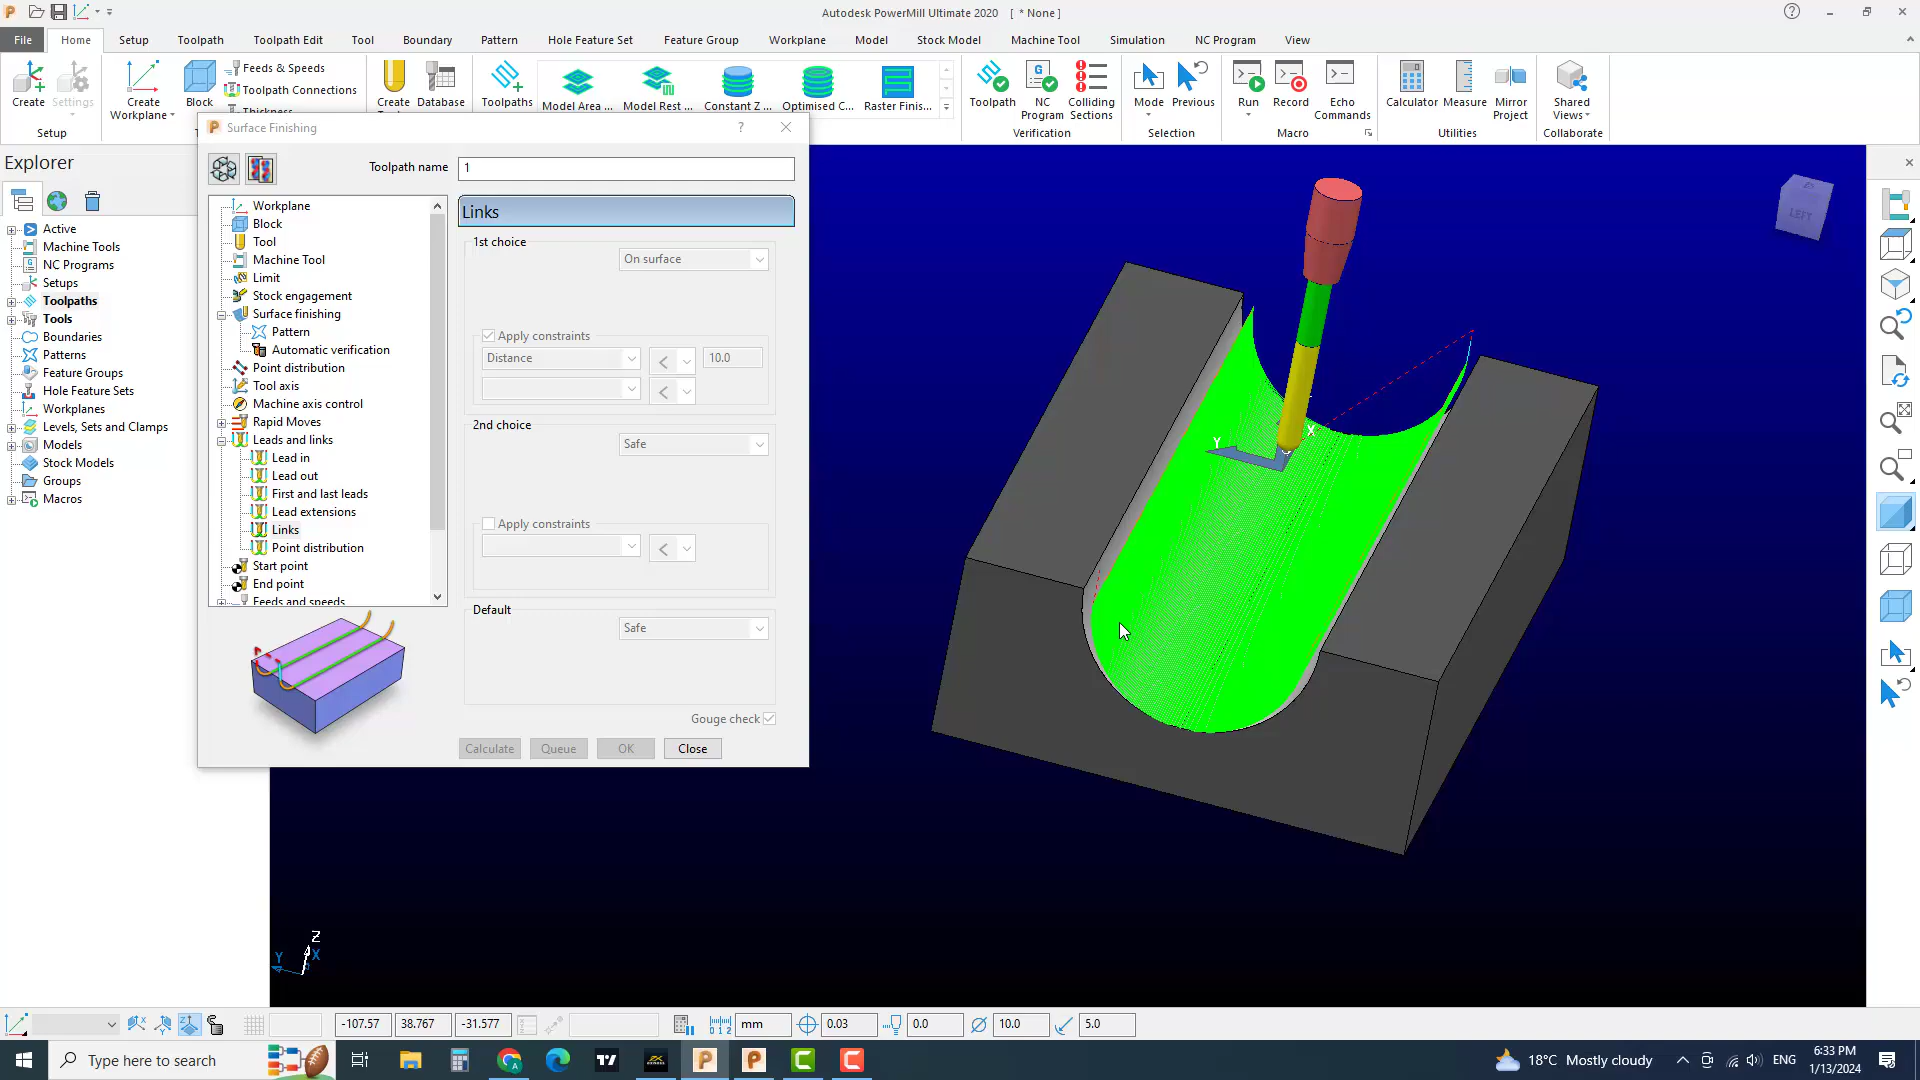 Autodesk PowerMill Ultimate 2020 [ * None ]
File Home Setup Toolpath Toolpath Edit Tool Boundary Pattern Hole Feature Set Feature Group Workplane Model Stock Model Machine Tool Simulation NC Program View
Create
Settings
Setup
Create
Workplane
Block
Feeds & Speeds
Toolpath Connections
Create
Database
Toolpaths
Model Area ...
Model Rest ...
Constant Z ...
Optimised C...
Raster Finis...
Toolpath
NC
Program
Colliding
Sections
Verification
Mode
Previous
Selection
Run
Record
Echo
Commands
Macro
Calculator
Measure
Mirror
Project
Utilities
Shared
Views
Collaborate
Explorer
Active
Machine Tools
NC Programs
Setups
Toolpaths
Tools
Boundaries
Patterns
Feature Groups
Hole Feature Sets
Workplanes
Levels, Sets and Clamps
Models
Stock Models
Groups
Macros
Surface Finishing
Toolpath name 1
Workplane
Block
Tool
Machine Tool
Limit
Stock engagement
Surface finishing
Pattern
Automatic verification
Point distribution
Tool axis
Machine axis control
Rapid Moves
Leads and links
Lead in
Lead out
First and last leads
Lead extensions
Links
Point distribution
Start point
End point
Feeds and speeds
Links
1st choice
On surface
Apply constraints
Distance < 10.0
<
2nd choice
Safe
Apply constraints
<
Default
Safe
Gouge check
Calculate Queue OK Close
LEFT
X
Y
Z
Y
X
-107.57 38.767 -31.577 mm 0.03 0.0 10.0 5.0
Type here to search
18°C Mostly cloudy
ENG
6:33 PM
1/13/2024